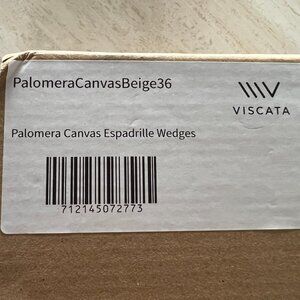 PalomeraCanvasBeige36
VISCATA
Palomera Canvas Espadrille Wedges
712145072773